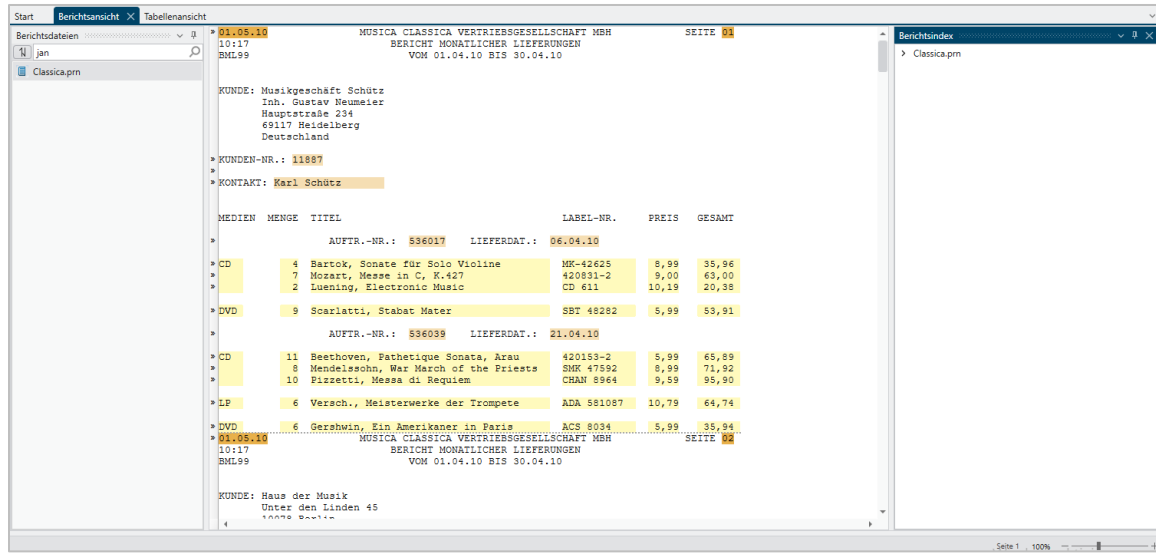 Start Berichtsansicht Tabellenansicht
Berichtsdateien
jan
Classica.prn
01.05.10 MUSICA CLASSICA VERTRIEBSGESELLSCHAFT MBH SEITE 01
10:17 BERICHT MONATLICHER LIEFERUNGEN
BML99 VOM 01.04.10 BIS 30.04.10
KUNDE: Musikgeschäft Schütz
Inh. Gustav Neumeier
Hauptstraße 234
69117 Heidelberg
Deutschland
» KUNDEN-NR.: 11887
»
» KONTAKT: Karl Schütz
MEDIEN MENGE TITEL LABEL-NR. PREIS GESAMT
» AUFTR.-NR.: 536017 LIEFERDAT.: 06.04.10
» CD 4 Bartok, Sonate für Solo Violine MK-42625 8,99 35,96
» 7 Mozart, Messe in C, K.427 420831-2 9,00 63,00
» 2 Luening, Electronic Music CD 611 10,19 20,38
» DVD 9 Scarlatti, Stabat Mater SBT 48282 5,99 53,91
» AUFTR.-NR.: 536039 LIEFERDAT.: 21.04.10
» CD 11 Beethoven, Pathetique Sonata, Arau 420153-2 5,99 65,89
» 8 Mendelssohn, War March of the Priests SMK 47592 8,99 71,92
» 10 Pizzetti, Messa di Requiem CHAN 8964 9,59 95,90
» LP 6 Versch., Meisterwerke der Trompete ADA 581087 10,79 64,74
» DVD 6 Gershwin, Ein Amerikaner in Paris ACS 8034 5,99 35,94
» 01.05.10 MUSICA CLASSICA VERTRIEBSGESELLSCHAFT MBH SEITE 02
10:17 BERICHT MONATLICHER LIEFERUNGEN
BML99 VOM 01.04.10 BIS 30.04.10
KUNDE: Haus der Musik
Unter den Linden 45
10078 Berlin
Berichtsindex
Classica.prn
Seite 1 100%